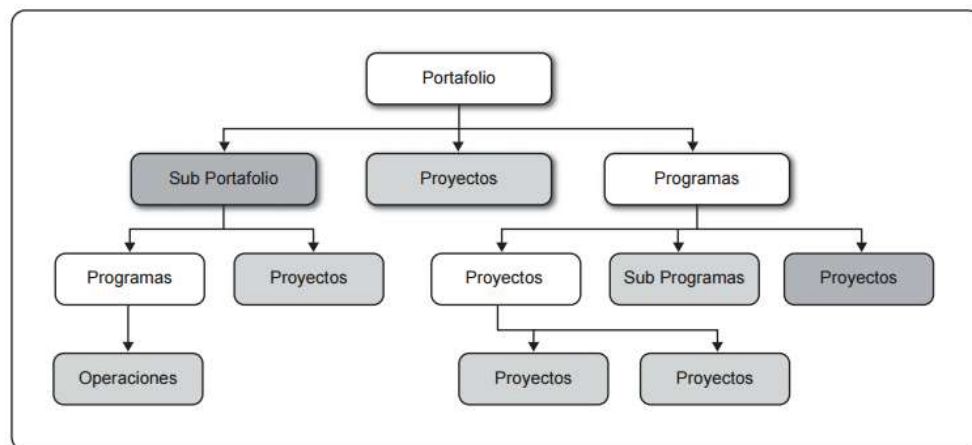 Portafolio
Sub Portafolio
Proyectos
Programas
Programas
Proyectos
Proyectos
Sub Programas
Proyectos
Operaciones
Proyectos
Proyectos